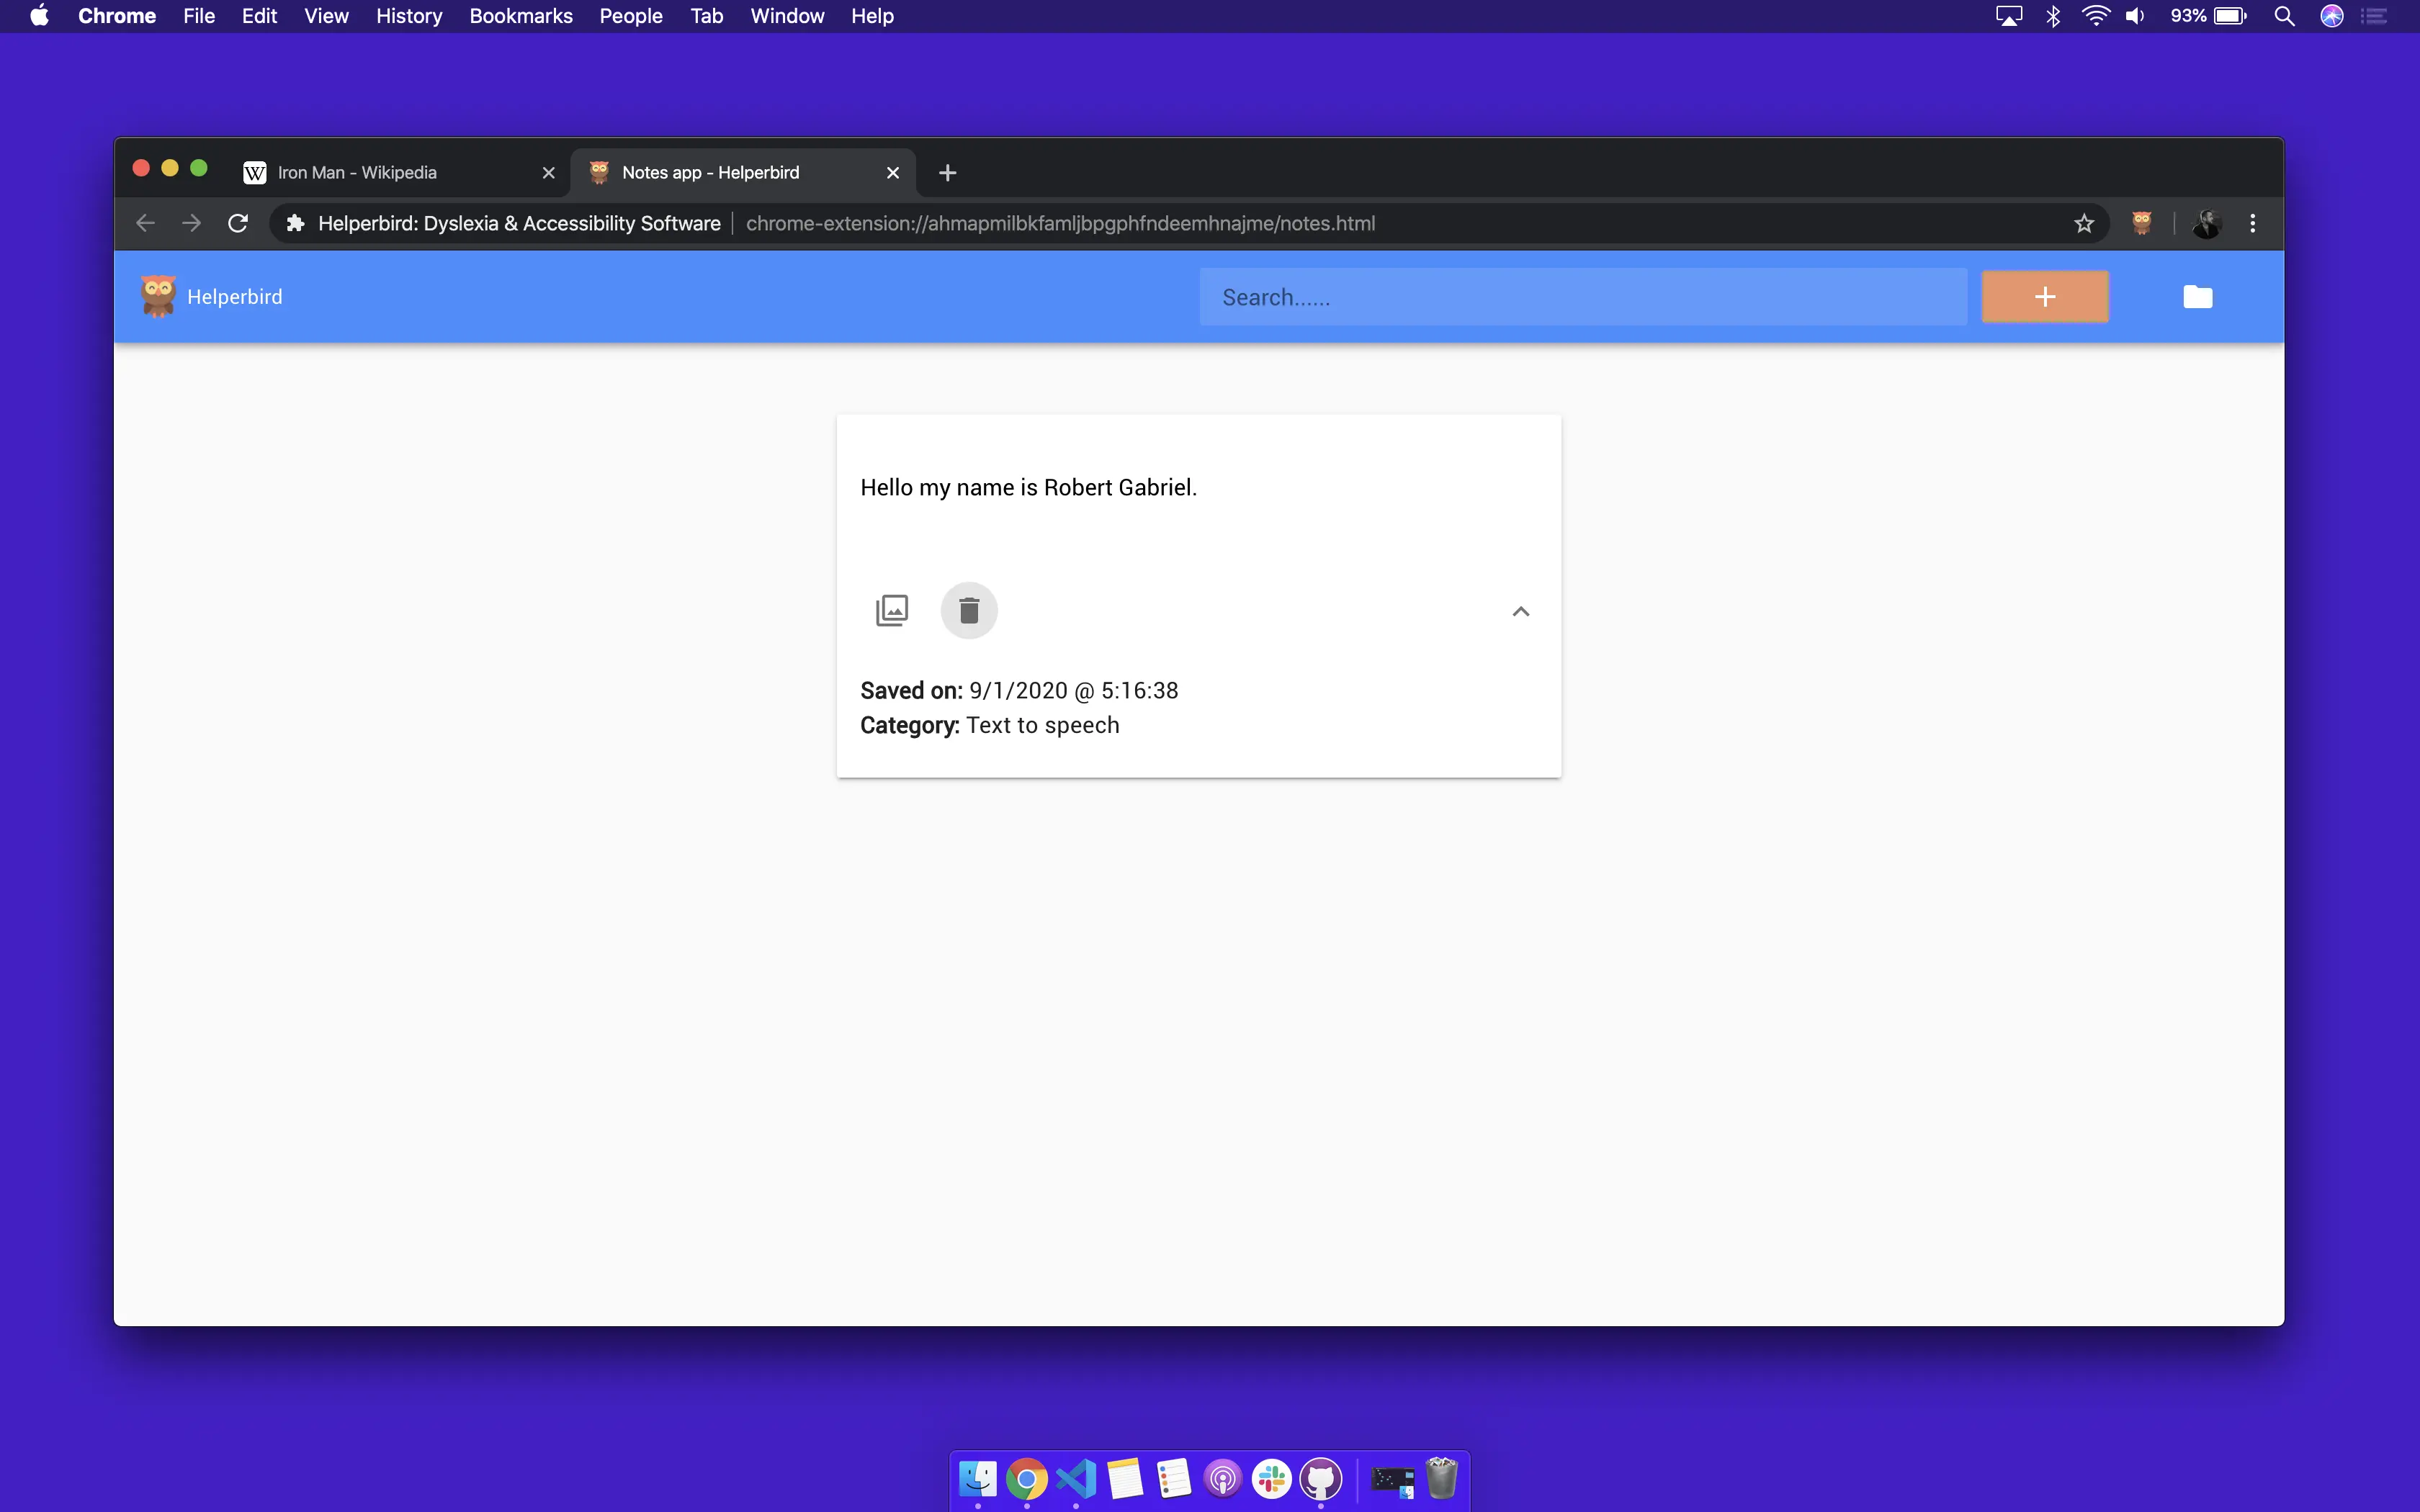 Chrome File Edit View History Bookmarks People Tab Window Help 93%
Iron Man - Wikipedia Notes app - Helperbird
Helperbird: Dyslexia & Accessibility Software chrome-extension://ahmapmilbkfamljbpgphfndeemhnajme/notes.html
Helperbird Search......
Hello my name is Robert Gabriel.
Saved on: 9/1/2020 @ 5:16:38
Category: Text to speech